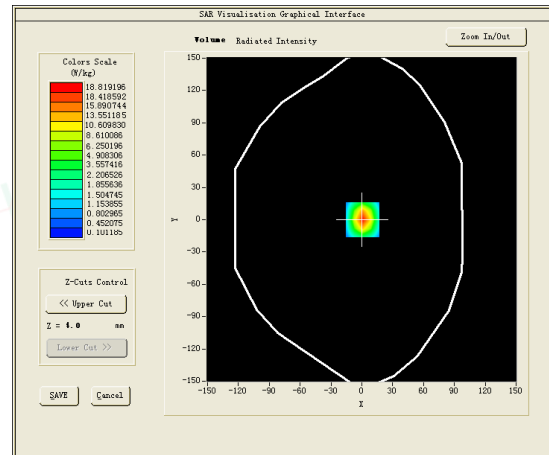 SAR Visualisation Graphical Interface
Volume Radiated Intensity
Zoom In/Out
Colors Scale
(W/kg)
18.819196
18.418592
15.890744
13.551185
10.609830
8.610086
6.250196
4.908306
3.557416
2.206526
1.855636
1.504745
1.153855
0.802965
0.452075
0.101185
Z-Cuts Control
<< Upper Cut
Z = 4.0 mm
Lower Cut >>
SAVE Cancel
150
120
90
60
30
0
-30
-60
-90
-120
-150
Y
-150 -120 -90 -60 -30 0 30 60 90 120 150
X